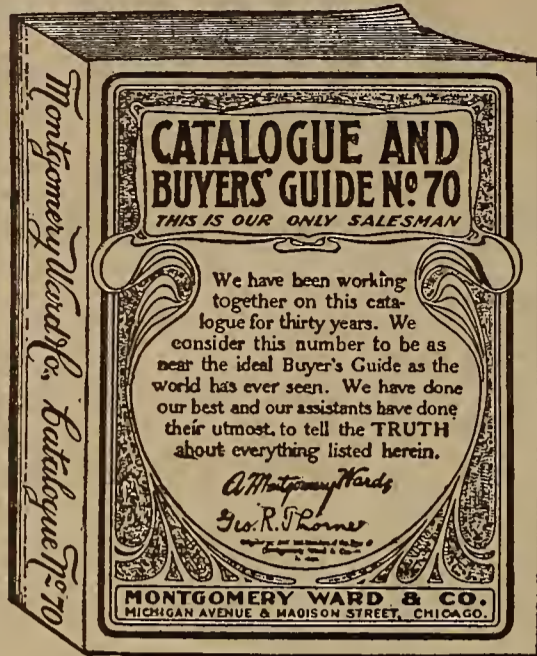 Montgomery Ward & Co., Catalogue Nº 70
CATALOGUE AND
BUYERS' GUIDE Nº 70
THIS IS OUR ONLY SALESMAN
We have been working
together on this cata-
logue for thirty years. We
consider this number to be as
near the ideal Buyer's Guide as the
world has ever seen. We have done
our best and our assistants have done
their utmost, to tell the TRUTH
about everything listed herein.
A Montgomery Ward
Geo. R. Thorne
MONTGOMERY WARD & CO.
MICHIGAN AVENUE & MADISON STREET, CHICAGO.